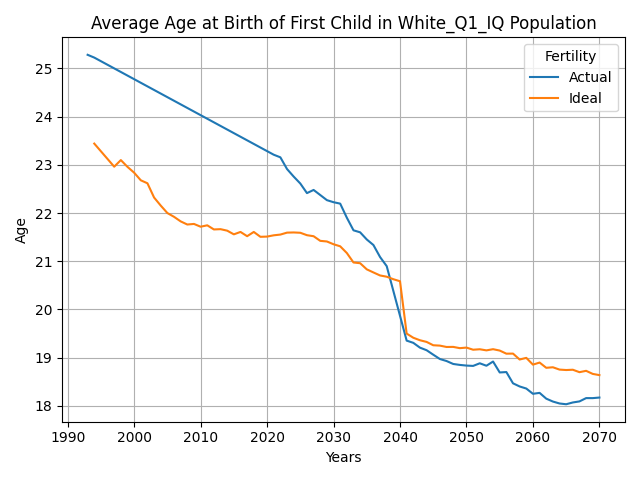 Average Age at Birth of First Child in White_Q1_IQ Population
Fertility
Actual
Ideal
25
24
23
22
21
20
19
18
Age
1990
2000
2010
2020
2030
2040
2050
2060
2070
Years